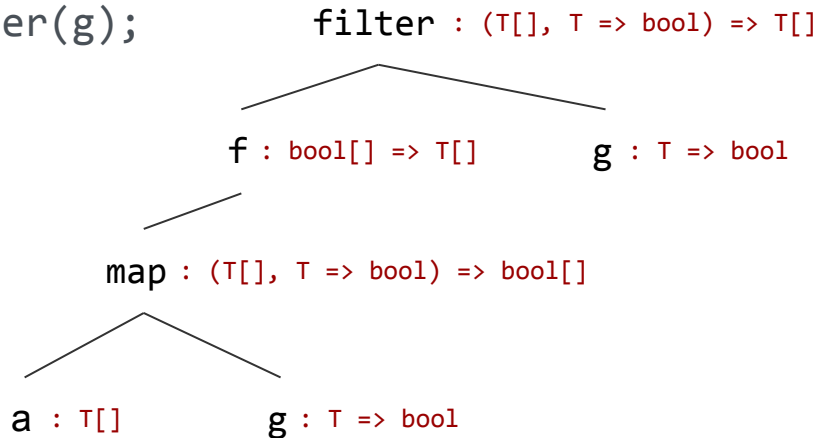 er(g); filter : (T[], T => bool) => T[]
f : bool[] => T[] g : T => bool
map : (T[], T => bool) => bool[]
a : T[] g : T => bool